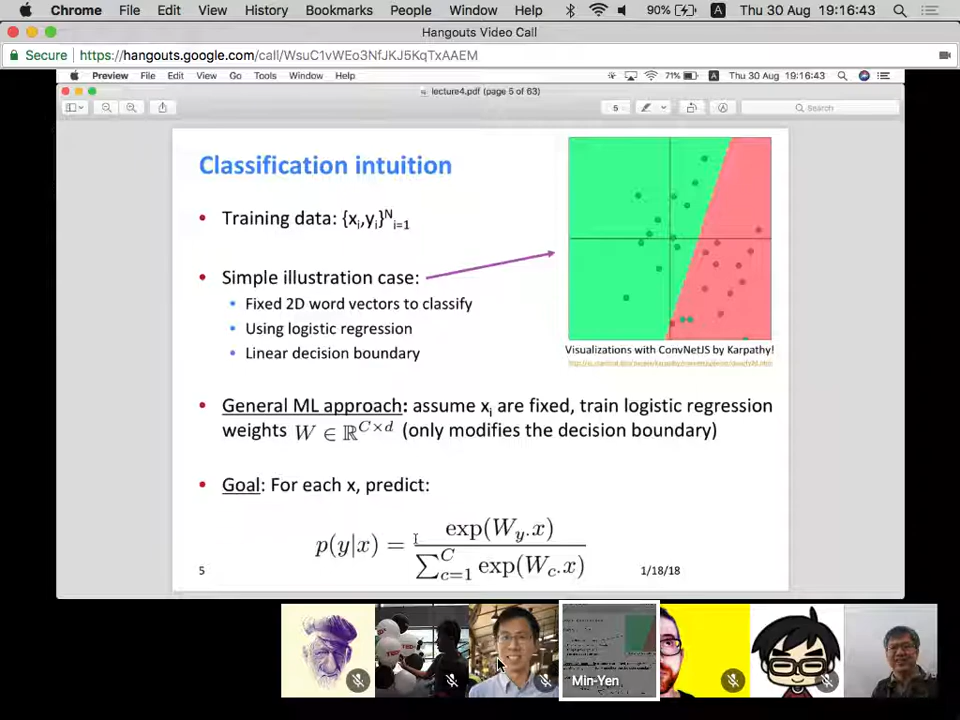 Chrome File Edit View History Bookmarks People Window Help 90% A Thu 30 Aug 19:16:43
Hangouts Video Call
Secure https://hangouts.google.com/call/WsuC1vWEo3NfJKJ5KqTxAAEM
Preview File Edit View Go Tools Window Help 71% A Thu 30 Aug 19:16:43
lecture4.pdf (page 5 of 63)
5 Search
Classification intuition
• Training data: {xᵢ,yᵢ}ᴺᵢ₌₁
• Simple illustration case:
• Fixed 2D word vectors to classify
• Using logistic regression
• Linear decision boundary
Visualizations with ConvNetJS by Karpathy!
• General ML approach: assume xᵢ are fixed, train logistic regression
weights W ∈ ℝ^{C×d} (only modifies the decision boundary)
• Goal: For each x, predict:
p(y|x) = exp(W_y.x) / ∑_{c=1}^{C} exp(W_c.x)
5 1/18/18
Min-Yen